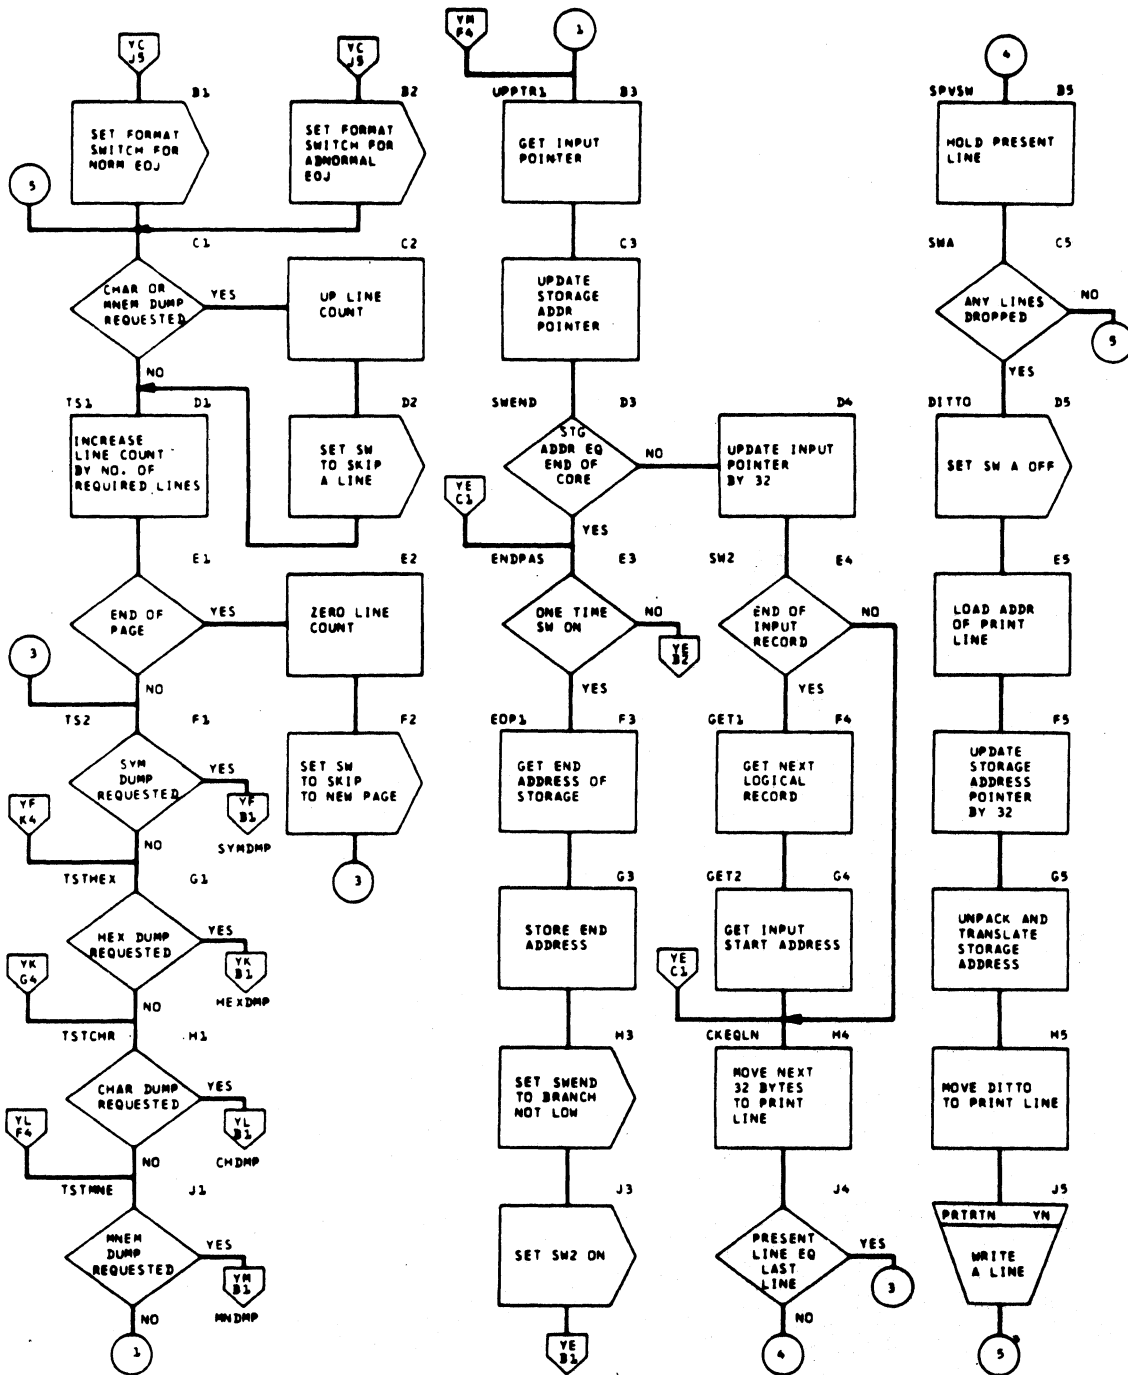 YC
J5
B1
SET FORMAT
SWITCH FOR
NORM EOJ
5
C1
CHAR OR
MNEM DUMP
REQUESTED
YES
NO
TS1
D1
INCREASE
LINE COUNT
BY NO. OF
REQUIRED LINES
E1
END OF
PAGE
YES
3
NO
TS2
F1
SYM
DUMP
REQUESTED
YES
YF
B1
SYMDMP
YF
K4
NO
TSTHEX
G1
HEX DUMP
REQUESTED
YES
YK
B1
HEXDMP
YK
G4
NO
TSTCHR
H1
CHAR DUMP
REQUESTED
YES
YL
B1
CHDMP
YL
F4
NO
TSTMNE
J1
MNEM
DUMP
REQUESTED
YES
YM
B1
MNDMP
NO
1
YC
J5
B2
SET FORMAT
SWITCH FOR
ABNORMAL
EOJ
C2
UP LINE
COUNT
D2
SET SW
TO SKIP
A LINE
E2
ZERO LINE
COUNT
F2
SET SW
TO SKIP
TO NEW PAGE
3
YM
F4
1
UPPTR1
B3
GET INPUT
POINTER
C3
UPDATE
STORAGE
ADDR
POINTER
SWEND
D3
STG
ADDR EQ
END OF
CORE
NO
YE
C1
YES
ENDPAS
E3
ONE TIME
SW ON
NO
YE
B2
YES
EOP1
F3
GET END
ADDRESS OF
STORAGE
G3
STORE END
ADDRESS
H3
SET SWEND
TO BRANCH
NOT LOW
J3
SET SW2 ON
YE
B1
D4
UPDATE INPUT
POINTER
BY 32
SW2
E4
END OF
INPUT
RECORD
NO
YES
GET1
F4
GET NEXT
LOGICAL
RECORD
GET2
G4
GET INPUT
START ADDRESS
YE
C1
CKEQLN
H4
MOVE NEXT
32 BYTES
TO PRINT
LINE
J4
PRESENT
LINE EQ
LAST
LINE
YES
3
NO
4
4
SPVSW
B5
HOLD PRESENT
LINE
SWA
C5
ANY LINES
DROPPED
NO
5
YES
DITTO
D5
SET SW A OFF
E5
LOAD ADDR
OF PRINT
LINE
F5
UPDATE
STORAGE
ADDRESS
POINTER
BY 32
G5
UNPACK AND
TRANSLATE
STORAGE
ADDRESS
H5
MOVE DITTO
TO PRINT LINE
J5
PRTRTN YN
WRITE
A LINE
5